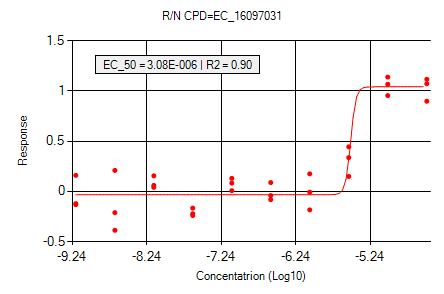 R/N CPD=EC_16097031
1.5
EC_50 = 3.08E-006 | R2 = 0.90
1
0.5
0
-0.5
Response
-9.24 -8.24 -7.24 -6.24 -5.24
Concentatrion (Log10)